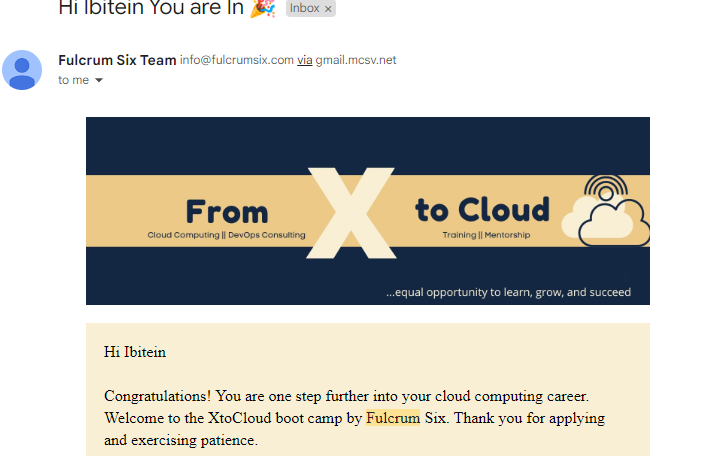 Hi Ibitein You are In 🎉 Inbox ×
Fulcrum Six Team info@fulcrumsix.com via gmail.mcsv.net
to me
From X to Cloud
Cloud Computing || DevOps Consulting
Training || Mentorship
...equal opportunity to learn, grow, and succeed
Hi Ibitein
Congratulations! You are one step further into your cloud computing career.
Welcome to the XtoCloud boot camp by Fulcrum Six. Thank you for applying
and exercising patience.